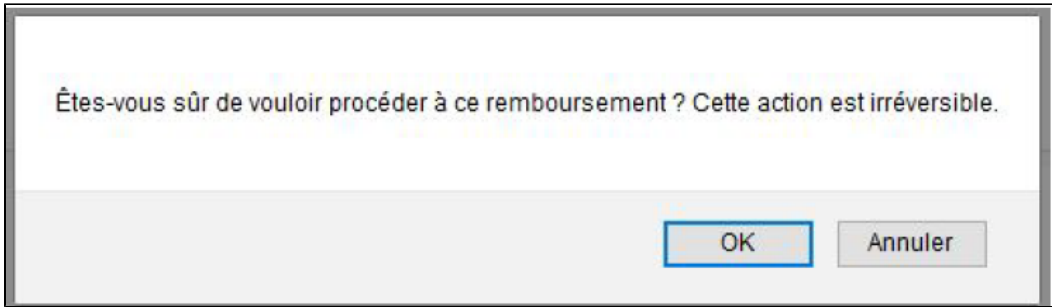 Êtes-vous sûr de vouloir procéder à ce remboursement ? Cette action est irréversible.
OK Annuler